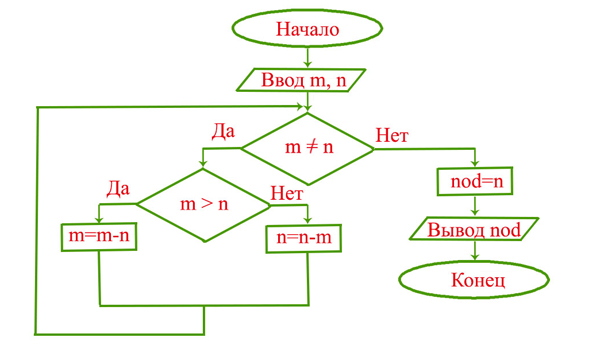 Начало
Ввод m, n
Да
m ≠ n
Нет
Да
m > n
Нет
nod=n
m=m-n
n=n-m
Вывод nod
Конец